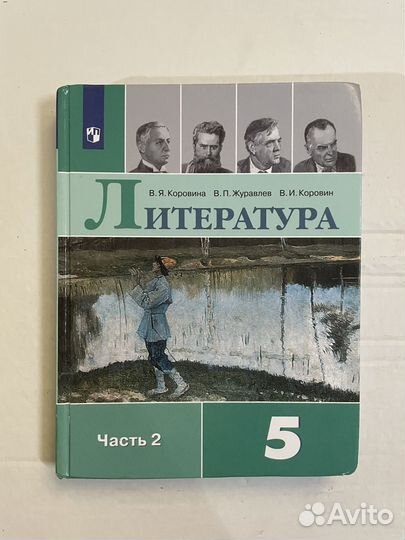 В. Я. Коровина В. П. Журавлев В. И. Коровин
ЛИТЕРАТУРА
Часть 2
5
Avito